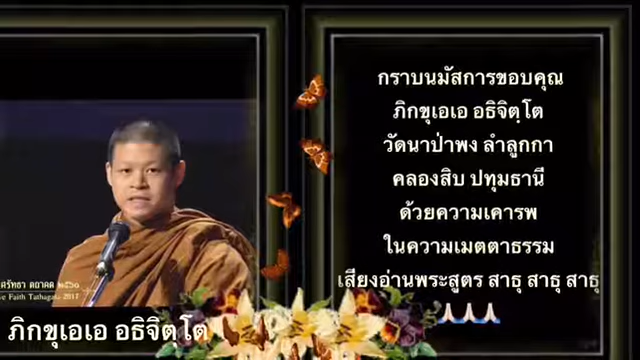 กราบนมัสการขอบคุณ
ภิกขุเอเอ อธิจิตฺโต
วัดนาป่าพง ลำลูกกา
คลองสิบ ปทุมธานี
ด้วยความเคารพ
ในความเมตตาธรรม
เสียงอ่านพระสูตร สาธุ สาธุ สาธุ
ศรัทธา ตถาคต ๒๕๖๐
Faith Tathagata 2017
ภิกขุเอเอ อธิจิตฺโต